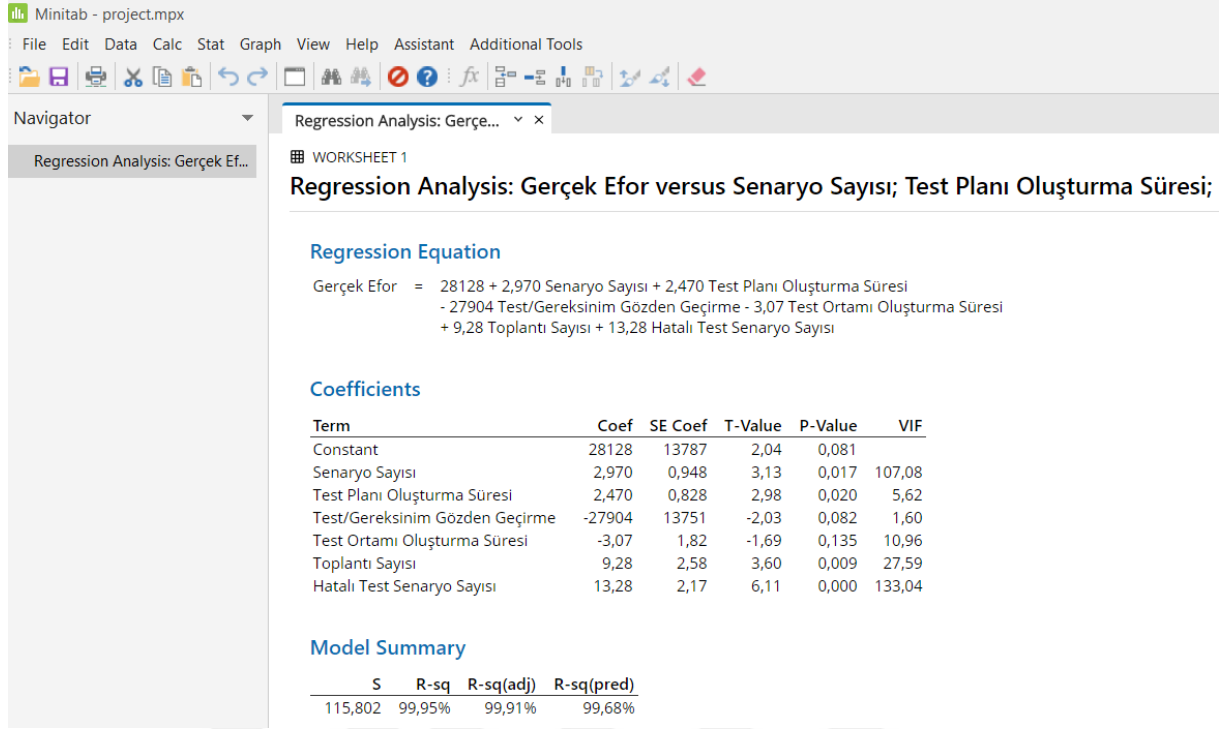 Minitab - project.mpx
File Edit Data Calc Stat Graph View Help Assistant Additional Tools
Navigator
Regression Analysis: Gerçe...
Regression Analysis: Gerçek Ef...
WORKSHEET 1
Regression Analysis: Gerçek Efor versus Senaryo Sayısı; Test Planı Oluşturma Süresi;
Regression Equation
Gerçek Efor = 28128 + 2,970 Senaryo Sayısı + 2,470 Test Planı Oluşturma Süresi
- 27904 Test/Gereksinim Gözden Geçirme - 3,07 Test Ortamı Oluşturma Süresi
+ 9,28 Toplantı Sayısı + 13,28 Hatalı Test Senaryo Sayısı
Coefficients
Term Coef SE Coef T-Value P-Value VIF
Constant 28128 13787 2,04 0,081
Senaryo Sayısı 2,970 0,948 3,13 0,017 107,08
Test Planı Oluşturma Süresi 2,470 0,828 2,98 0,020 5,62
Test/Gereksinim Gözden Geçirme -27904 13751 -2,03 0,082 1,60
Test Ortamı Oluşturma Süresi -3,07 1,82 -1,69 0,135 10,96
Toplantı Sayısı 9,28 2,58 3,60 0,009 27,59
Hatalı Test Senaryo Sayısı 13,28 2,17 6,11 0,000 133,04
Model Summary
S R-sq R-sq(adj) R-sq(pred)
115,802 99,95% 99,91% 99,68%